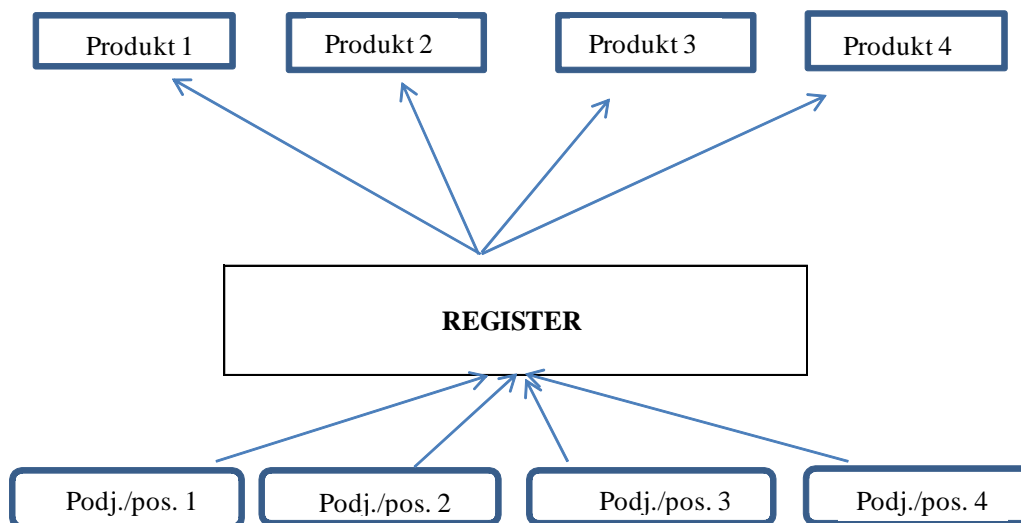 Produkt 1
Produkt 2
Produkt 3
Produkt 4
REGISTER
Podj./pos. 1
Podj./pos. 2
Podj./pos. 3
Podj./pos. 4